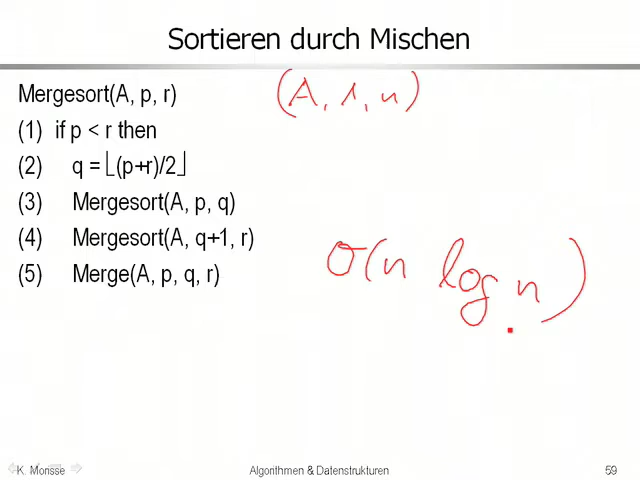 Sortieren durch Mischen
Mergesort(A, p, r)
(A, 1, n)
(1) if p < r then
(2) q = ⌊(p+r)/2⌋
(3) Mergesort(A, p, q)
(4) Mergesort(A, q+1, r)
(5) Merge(A, p, q, r)
O(n log n)
K. Morisse
Algorithmen & Datenstrukturen
59